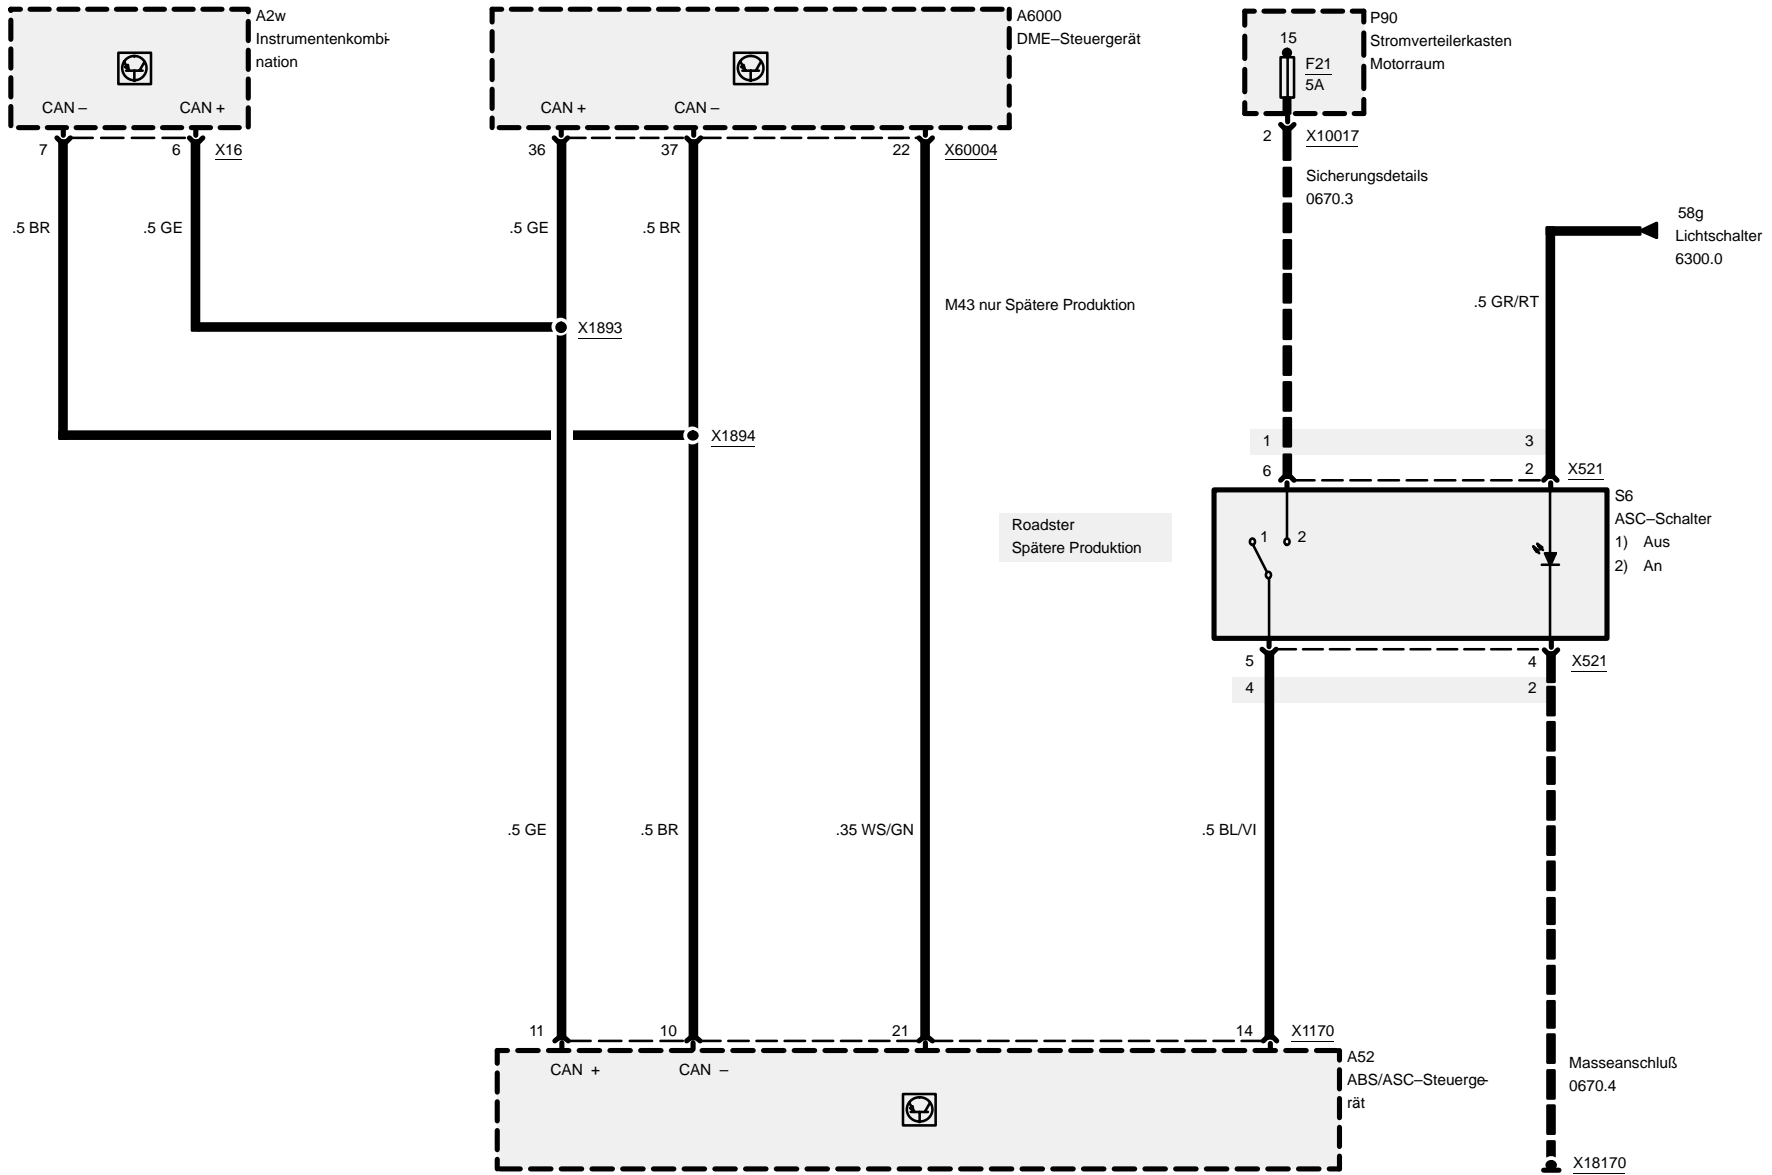 A2w
Instrumentenkombi-
nation
CAN –
CAN +
7
6
X16
A6000
DME–Steuergerät
CAN +
CAN –
36
37
22
X60004
P90
Stromverteilerkasten
Motorraum
15
F21
5A
2
X10017
Sicherungsdetails
0670.3
.5 BR
.5 GE
.5 GE
.5 BR
58g
Lichtschalter
6300.0
M43 nur Spätere Produktion
.5 GR/RT
X1893
X1894
1
3
6
2
X521
S6
ASC–Schalter
1) Aus
2) An
Roadster
Spätere Produktion
1
2
5
4
X521
4
2
.5 GE
.5 BR
.35 WS/GN
.5 BL/VI
11
10
21
14
X1170
CAN +
CAN –
A52
ABS/ASC–Steuerge-
rät
Masseanschluß
0670.4
X18170